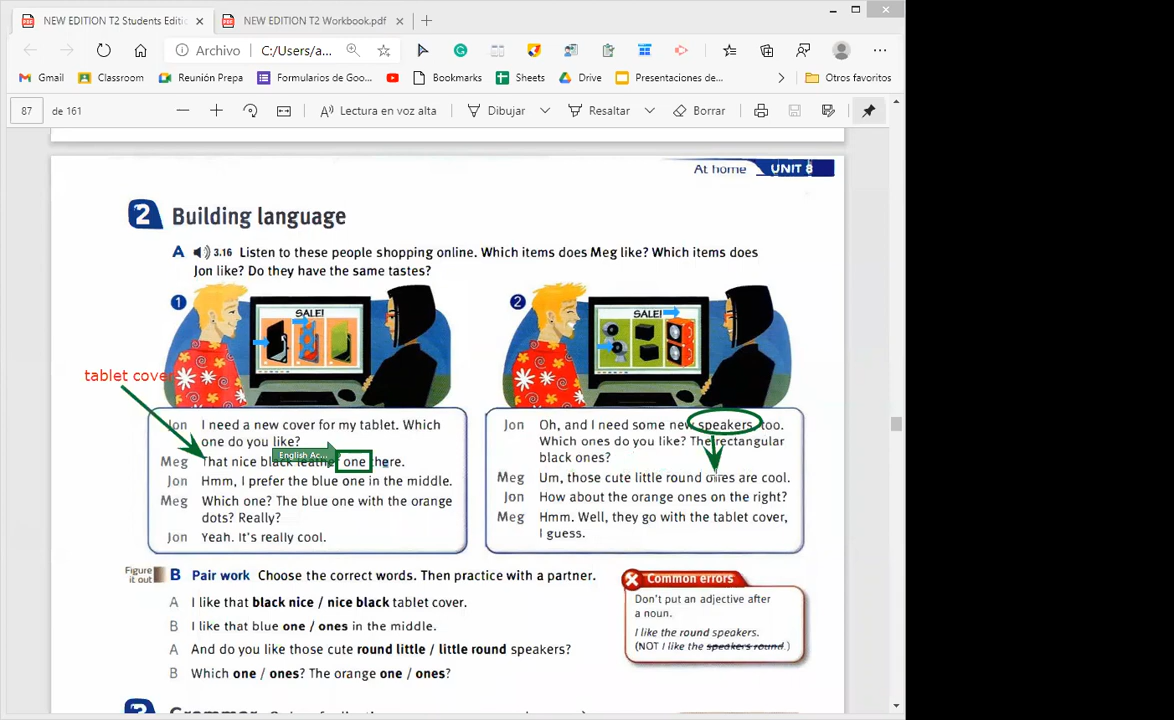 NEW EDITION T2 Students Editi
NEW EDITION T2 Workbook.pdf
Archivo C:/Users/a...
Gmail Classroom Reunión Prepa Formularios de Goo... Bookmarks Sheets Drive Presentaciones de... Otros favoritos
87 de 161 Lectura en voz alta Dibujar Resaltar Borrar
At home UNIT 8
2 Building language
A 3.16 Listen to these people shopping online. Which items does Meg like? Which items does
Jon like? Do they have the same tastes?
1
SALE!
2
SALE!
tablet cover
Jon I need a new cover for my tablet. Which
one do you like?
English Ac...
Meg That nice black leather one there.
Jon Hmm, I prefer the blue one in the middle.
Meg Which one? The blue one with the orange
dots? Really?
Jon Yeah. It's really cool.
Jon Oh, and I need some new speakers, too.
Which ones do you like? The rectangular
black ones?
Meg Um, those cute little round ones are cool.
Jon How about the orange ones on the right?
Meg Hmm. Well, they go with the tablet cover,
I guess.
Figure
it out
B Pair work Choose the correct words. Then practice with a partner.
A I like that black nice / nice black tablet cover.
B I like that blue one / ones in the middle.
A And do you like those cute round little / little round speakers?
B Which one / ones? The orange one / ones?
Common errors
Don't put an adjective after
a noun.
I like the round speakers.
(NOT I like the speakers round.)
3 Grammar